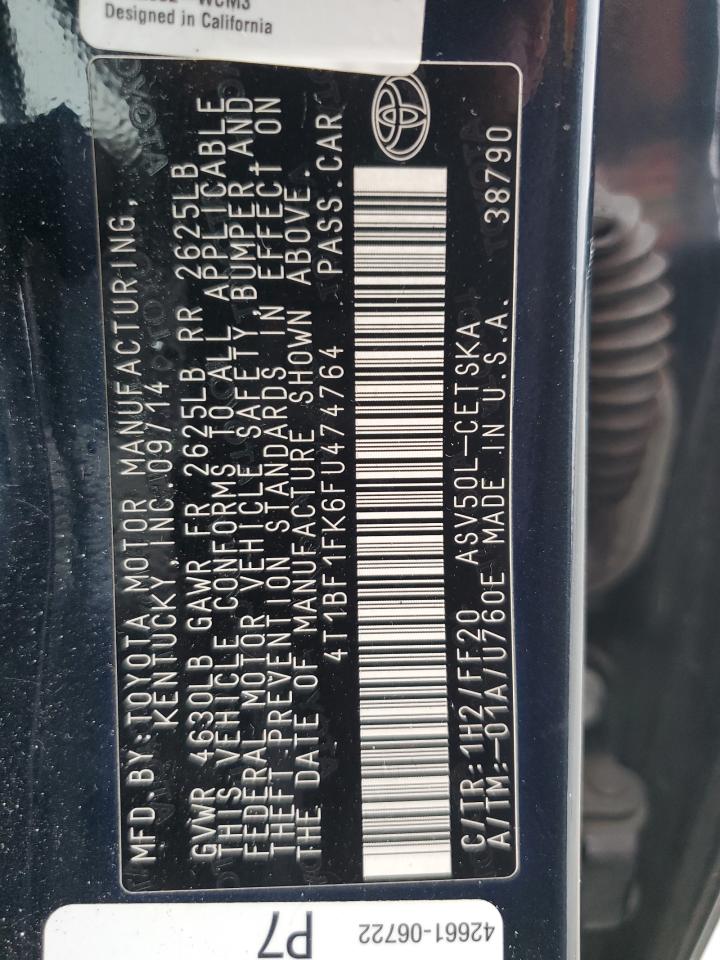 WCM3
Designed in California
MFD. BY: TOYOTA MOTOR MANUFACTURING,
KENTUCKY, INC. 09/14
GVWR 4630LB GAWR FR 2625LB RR 2625LB
THIS VEHICLE CONFORMS TO ALL APPLICABLE
FEDERAL MOTOR VEHICLE SAFETY, BUMPER, AND
THEFT PREVENTION STANDARDS IN EFFECT ON
THE DATE OF MANUFACTURE SHOWN ABOVE.
4T1BF1FK6FU474764 PASS.CAR
C/TR:1H2/FF20 ASV50L-CETSKA
A/TM:-01A/U760E MADE IN U.S.A. 38790
42661-06722
P7